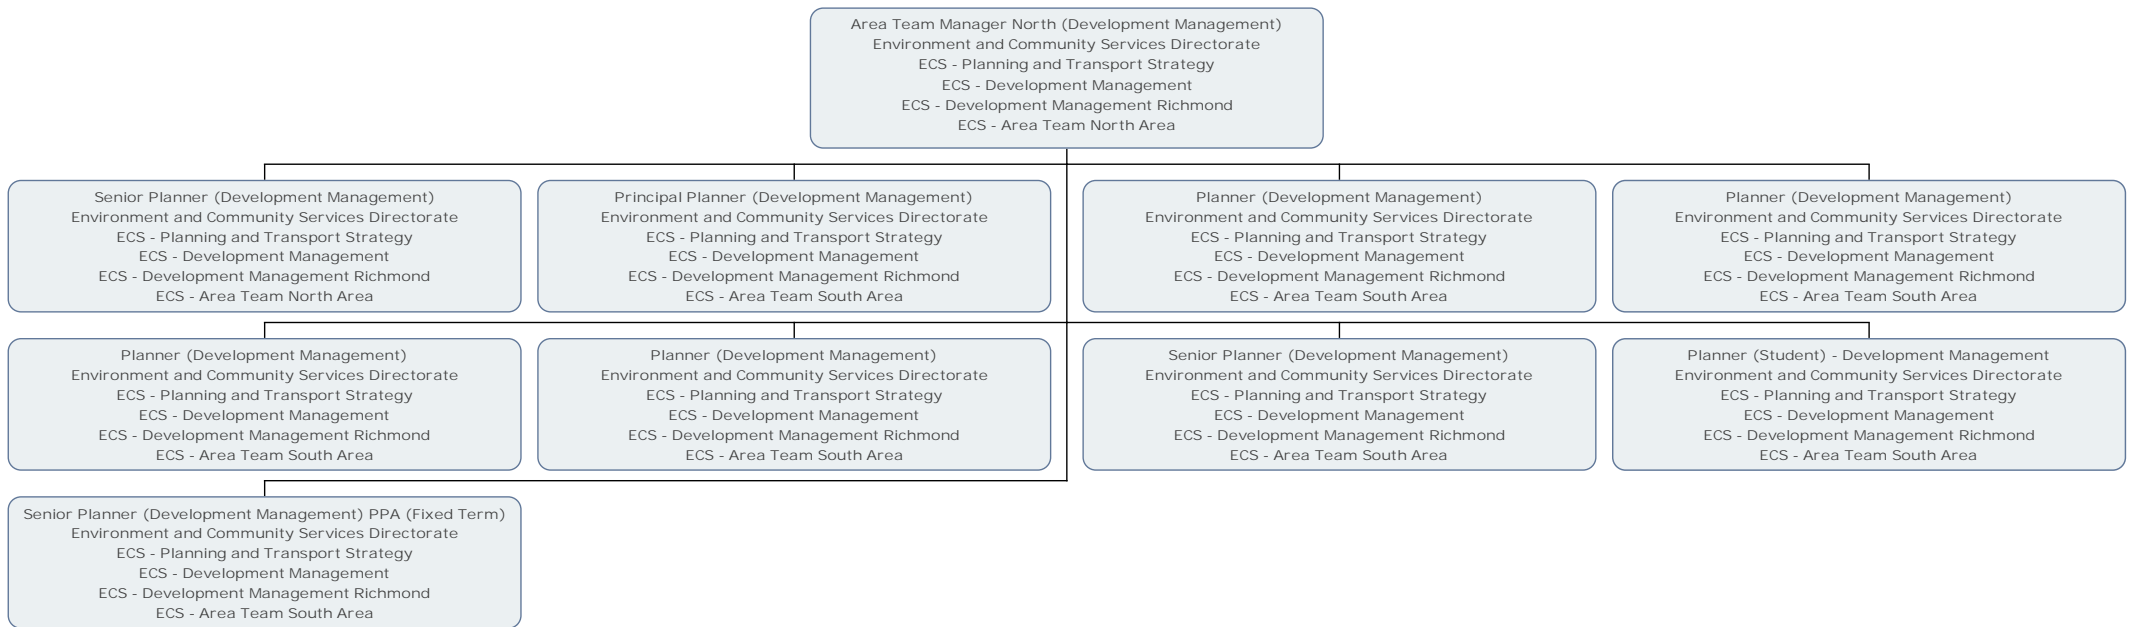 Area Team Manager North (Development Management)
Environment and Community Services Directorate
ECS - Planning and Transport Strategy
ECS - Development Management
ECS - Development Management Richmond
ECS - Area Team North Area
Senior Planner (Development Management)
Environment and Community Services Directorate
ECS - Planning and Transport Strategy
ECS - Development Management
ECS - Development Management Richmond
ECS - Area Team North Area
Principal Planner (Development Management)
Environment and Community Services Directorate
ECS - Planning and Transport Strategy
ECS - Development Management
ECS - Development Management Richmond
ECS - Area Team South Area
Planner (Development Management)
Environment and Community Services Directorate
ECS - Planning and Transport Strategy
ECS - Development Management
ECS - Development Management Richmond
ECS - Area Team South Area
Planner (Development Management)
Environment and Community Services Directorate
ECS - Planning and Transport Strategy
ECS - Development Management
ECS - Development Management Richmond
ECS - Area Team South Area
Planner (Development Management)
Environment and Community Services Directorate
ECS - Planning and Transport Strategy
ECS - Development Management
ECS - Development Management Richmond
ECS - Area Team South Area
Planner (Development Management)
Environment and Community Services Directorate
ECS - Planning and Transport Strategy
ECS - Development Management
ECS - Development Management Richmond
ECS - Area Team South Area
Senior Planner (Development Management)
Environment and Community Services Directorate
ECS - Planning and Transport Strategy
ECS - Development Management
ECS - Development Management Richmond
ECS - Area Team South Area
Planner (Student) - Development Management
Environment and Community Services Directorate
ECS - Planning and Transport Strategy
ECS - Development Management
ECS - Development Management Richmond
ECS - Area Team South Area
Senior Planner (Development Management) PPA (Fixed Term)
Environment and Community Services Directorate
ECS - Planning and Transport Strategy
ECS - Development Management
ECS - Development Management Richmond
ECS - Area Team South Area